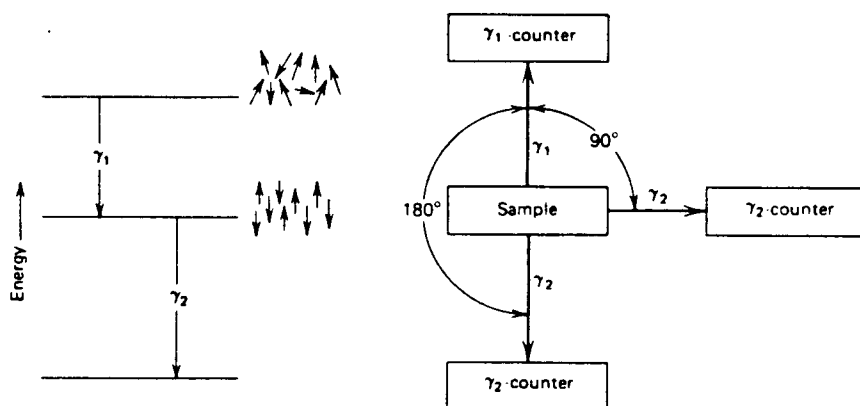 γ₁
γ₂
Energy
γ₁-counter
γ₁
90°
180°
Sample
γ₂
γ₂-counter
γ₂
γ₂-counter